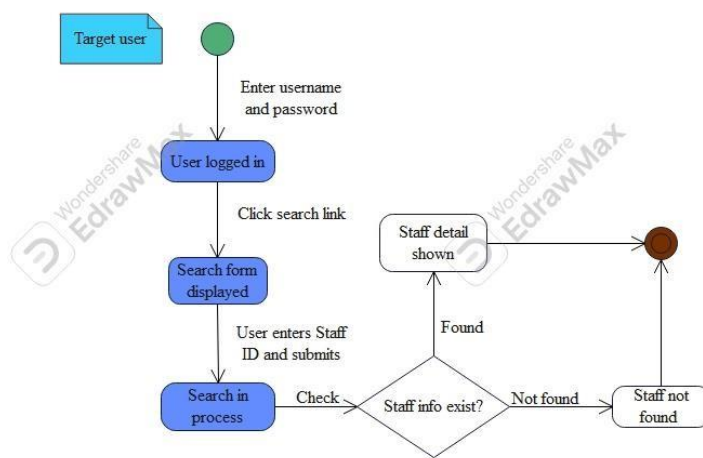 Target user
Enter username
and password
User logged in
Click search link
Search form
displayed
User enters Staff
ID and submits
Search in
process
Check
Staff info exist?
Found
Staff detail
shown
Not found
Staff not
found
Wondershare
EdrawMax
Wondershare
EdrawMax